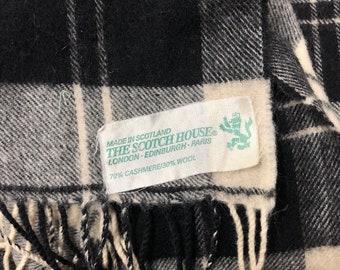 MADE IN SCOTLAND
THE SCOTCH HOUSE®
LONDON - EDINBURGH - PARIS
70% CASHMERE/30% WOOL